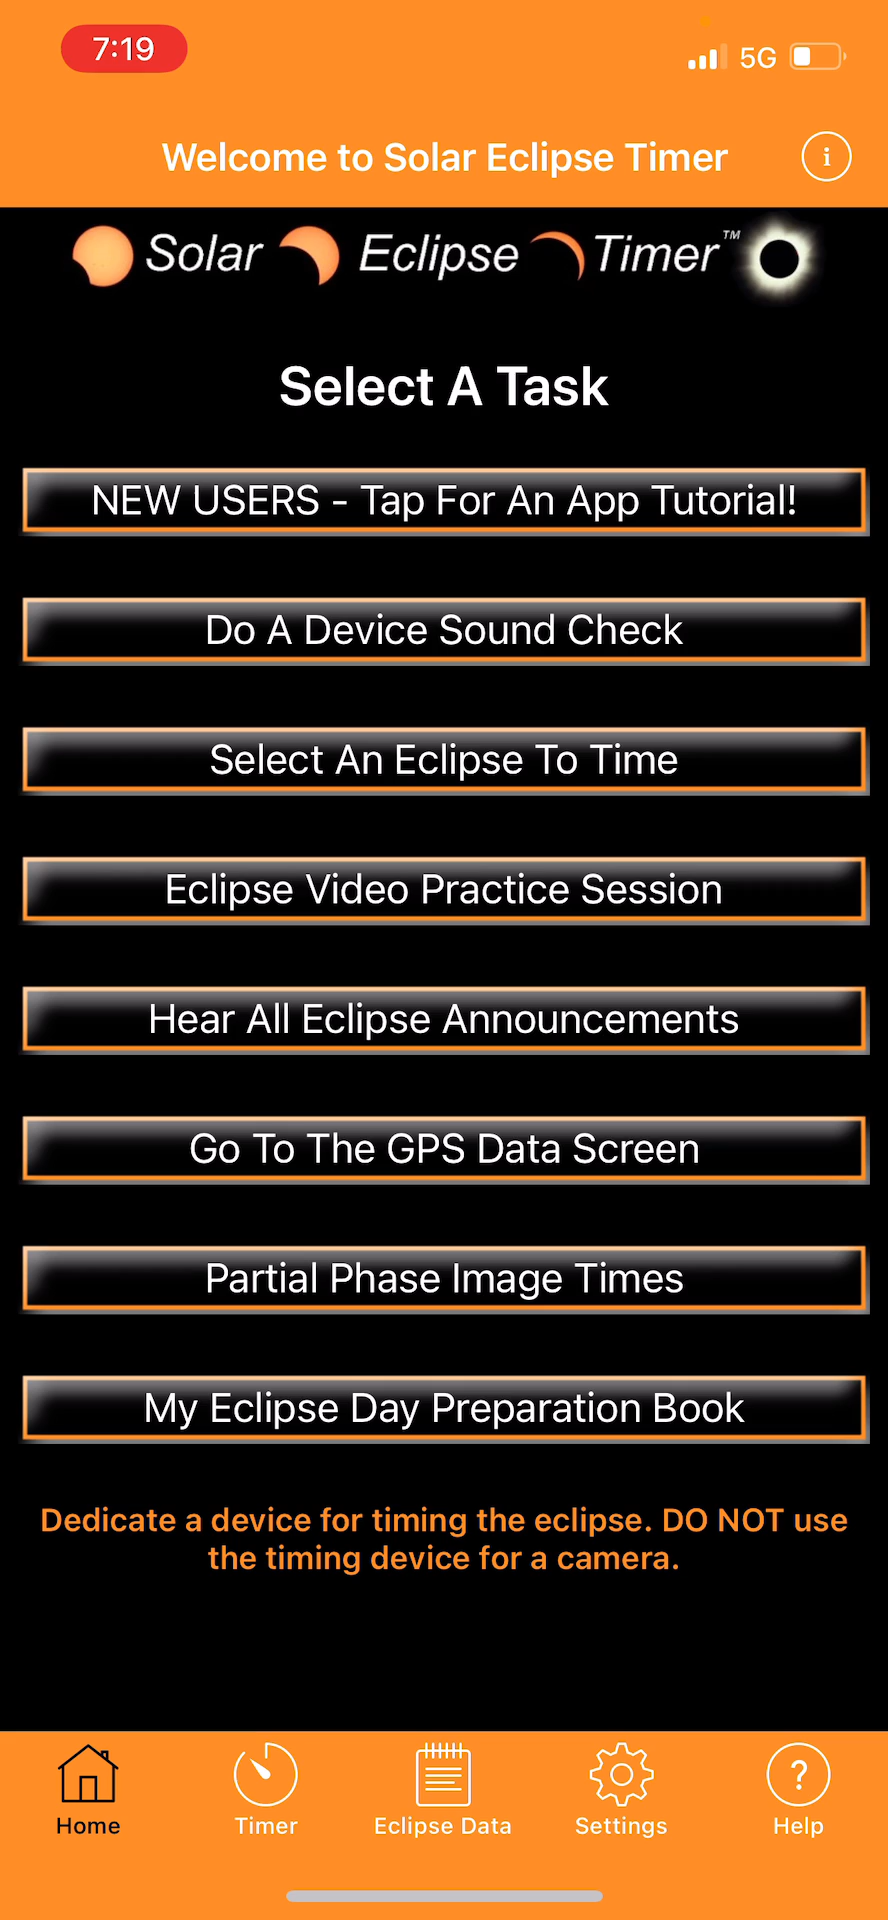 7:19
5G
Welcome to Solar Eclipse Timer
i
Solar Eclipse Timer™
Select A Task
NEW USERS - Tap For An App Tutorial!
Do A Device Sound Check
Select An Eclipse To Time
Eclipse Video Practice Session
Hear All Eclipse Announcements
Go To The GPS Data Screen
Partial Phase Image Times
My Eclipse Day Preparation Book
Dedicate a device for timing the eclipse. DO NOT use
the timing device for a camera.
?
Home Timer Eclipse Data Settings Help